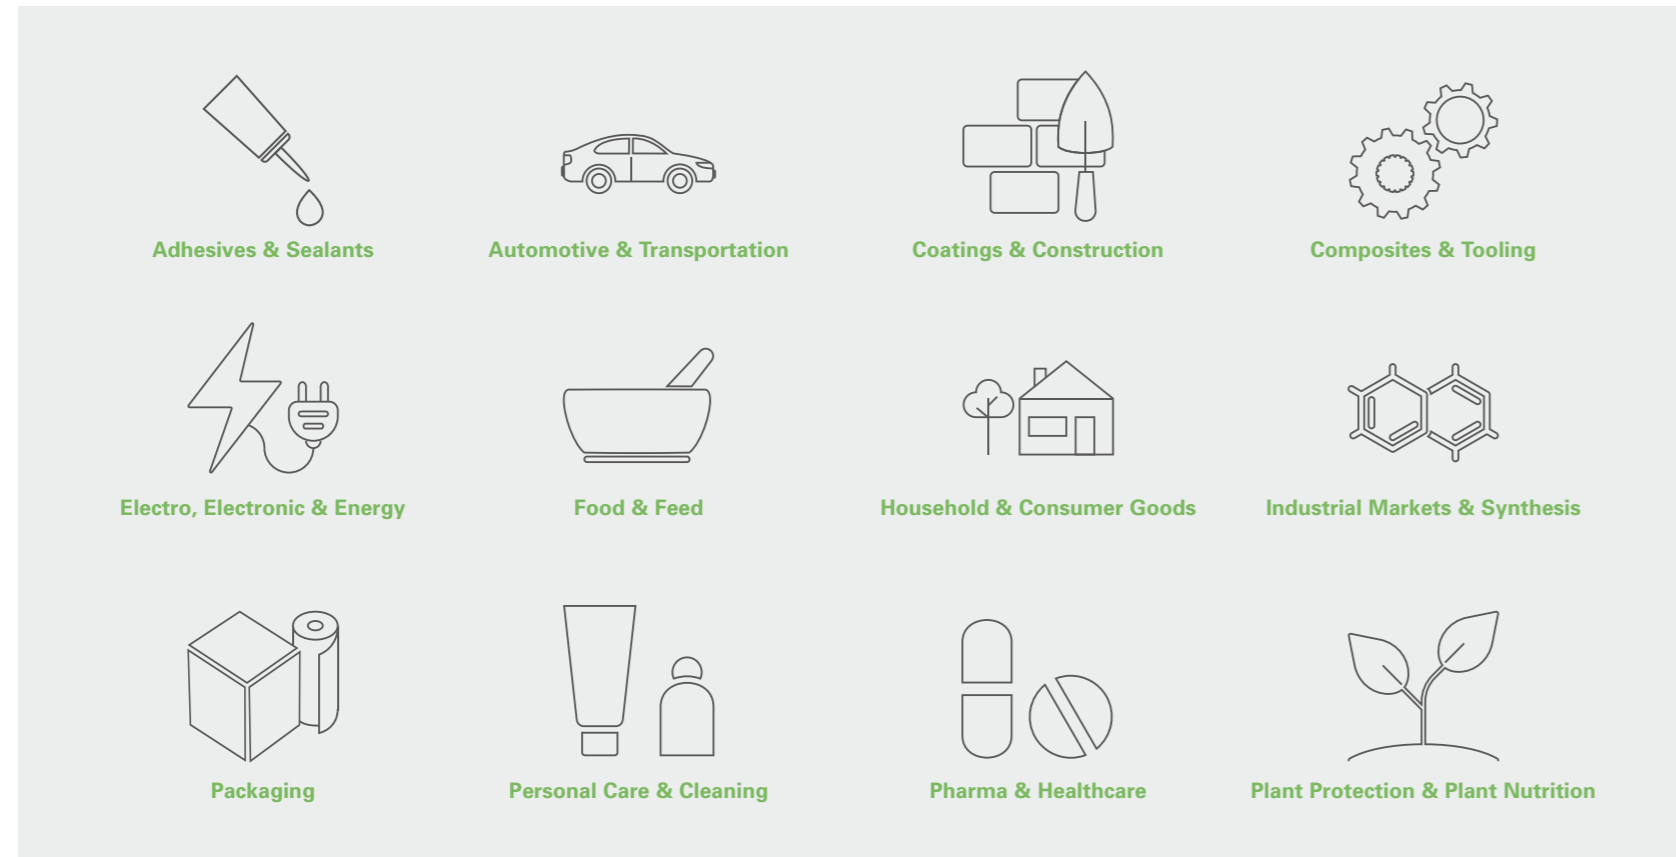 Adhesives & Sealants
Automotive & Transportation
Coatings & Construction
Composites & Tooling
Electro, Electronic & Energy
Food & Feed
Household & Consumer Goods
Industrial Markets & Synthesis
Packaging
Personal Care & Cleaning
Pharma & Healthcare
Plant Protection & Plant Nutrition